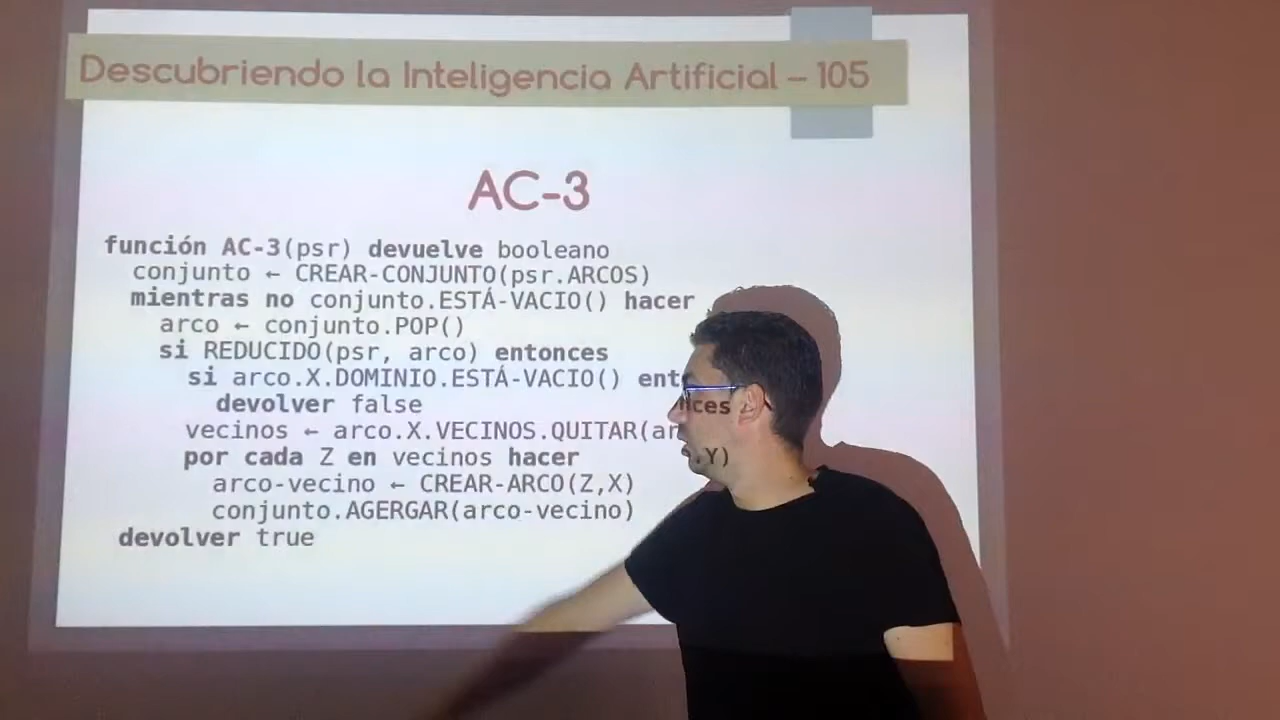 Descubriendo la Inteligencia Artificial – 105
AC-3
función AC-3(psr) devuelve booleano
conjunto ← CREAR-CONJUNTO(psr.ARCOS)
mientras no conjunto.ESTÁ-VACIO() hacer
arco ← conjunto.POP()
si REDUCIDO(psr, arco) entonces
si arco.X.DOMINIO.ESTÁ-VACIO() entonces
devolver false
vecinos ← arco.X.VECINOS.QUITAR(ar .Y)
por cada Z en vecinos hacer
arco-vecino ← CREAR-ARCO(Z,X)
conjunto.AGERGAR(arco-vecino)
devolver true